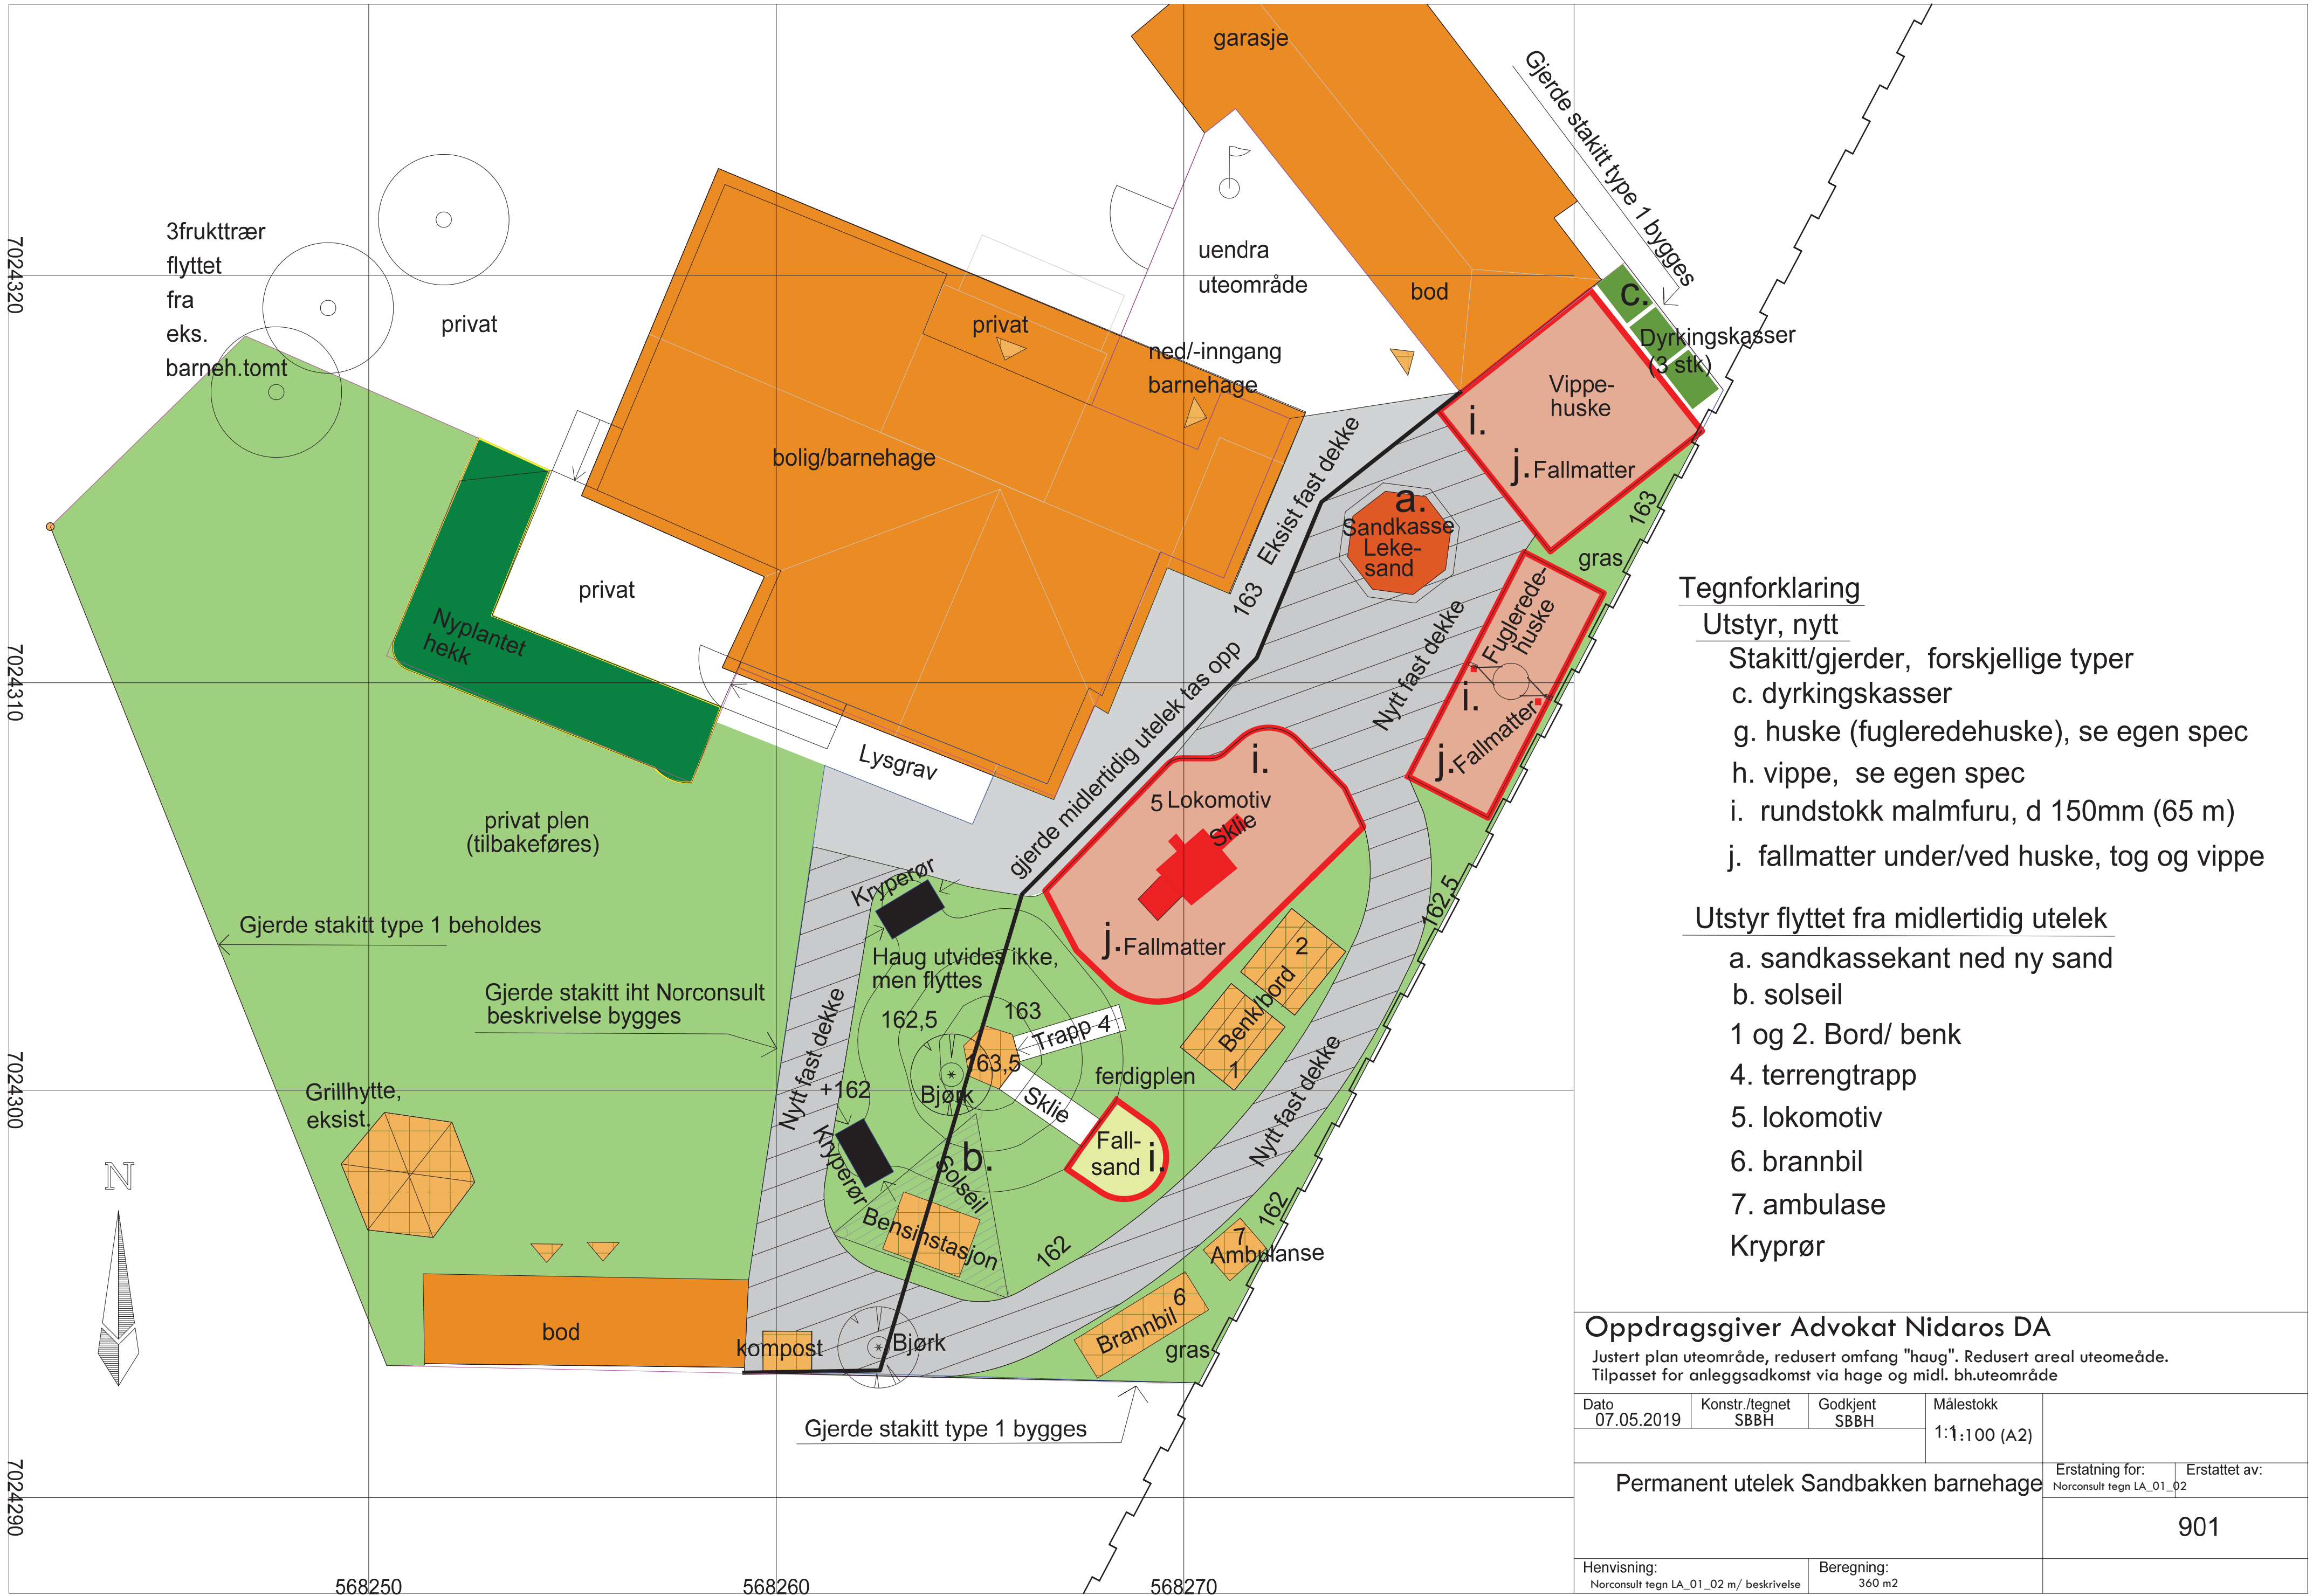 garasje
Gjerde stakitt type 1 bygges
3frukttrær
flyttet
fra
eks.
barneh.tomt
privat
privat
uendra
uteområde
bod
ned/-inngang
barnehage
c.
Dyrkingskasser
(3 stk)
Vippe-
huske
i.
j. Fallmatter
bolig/barnehage
Eksist fast dekke
163
a.
Sandkasse
Leke-
sand
163
gras
privat
Nyplantet
hekk
Fuglerede-
huske
i.
j. Fallmatter
Nytt fast dekke
gjerde midlertidig utelek tas opp
Lysgrav
i.
5 Lokomotiv
Sklie
j. Fallmatter
privat plen
(tilbakeføres)
Kryperør
162,5
Gjerde stakitt type 1 beholdes
Haug utvides ikke,
men flyttes
2
Benk/bord
1
Gjerde stakitt iht Norconsult
beskrivelse bygges
Nytt fast dekke
162,5
163
Trapp 4
163,5
Bjørk
+162
ferdigplen
Sklie
Nytt fast dekke
Grillhytte,
eksist.
Kryperør
b.
Solseil
Fall-
sand i.
Bensinstasjon
162
162
7
Ambulanse
6
Brannbil
gras
bod
kompost
Bjørk
Gjerde stakitt type 1 bygges
N
7024320
7024310
7024300
7024290
568250
568260
568270
Tegnforklaring
Utstyr, nytt
Stakitt/gjerder, forskjellige typer
c. dyrkingskasser
g. huske (fugleredehuske), se egen spec
h. vippe, se egen spec
i. rundstokk malmfuru, d 150mm (65 m)
j. fallmatter under/ved huske, tog og vippe
Utstyr flyttet fra midlertidig utelek
a. sandkassekant ned ny sand
b. solseil
1 og 2. Bord/ benk
4. terrengtrapp
5. lokomotiv
6. brannbil
7. ambulase
Kryprør
Oppdragsgiver Advokat Nidaros DA
Justert plan uteområde, redusert omfang "haug". Redusert areal uteomeåde.
Tilpasset for anleggsadkomst via hage og midl. bh.uteområde
Dato
07.05.2019
Konstr./tegnet
SBBH
Godkjent
SBBH
Målestokk
1:100 (A2)
Permanent utelek Sandbakken barnehage
Erstatning for:
Norconsult tegn LA_01_02
Erstattet av:
901
Henvisning:
Norconsult tegn LA_01_02 m/ beskrivelse
Beregning:
360 m2